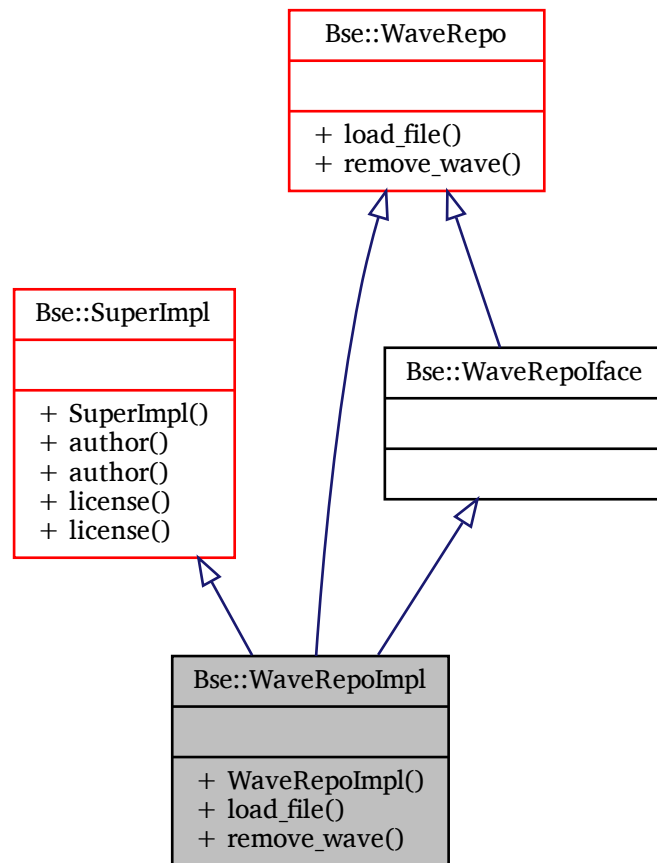 Bse::WaveRepo
+ load_file()
+ remove_wave()
Bse::SuperImpl
+ SuperImpl()
+ author()
+ author()
+ license()
+ license()
Bse::WaveRepoIface
Bse::WaveRepoImpl
+ WaveRepoImpl()
+ load_file()
+ remove_wave()